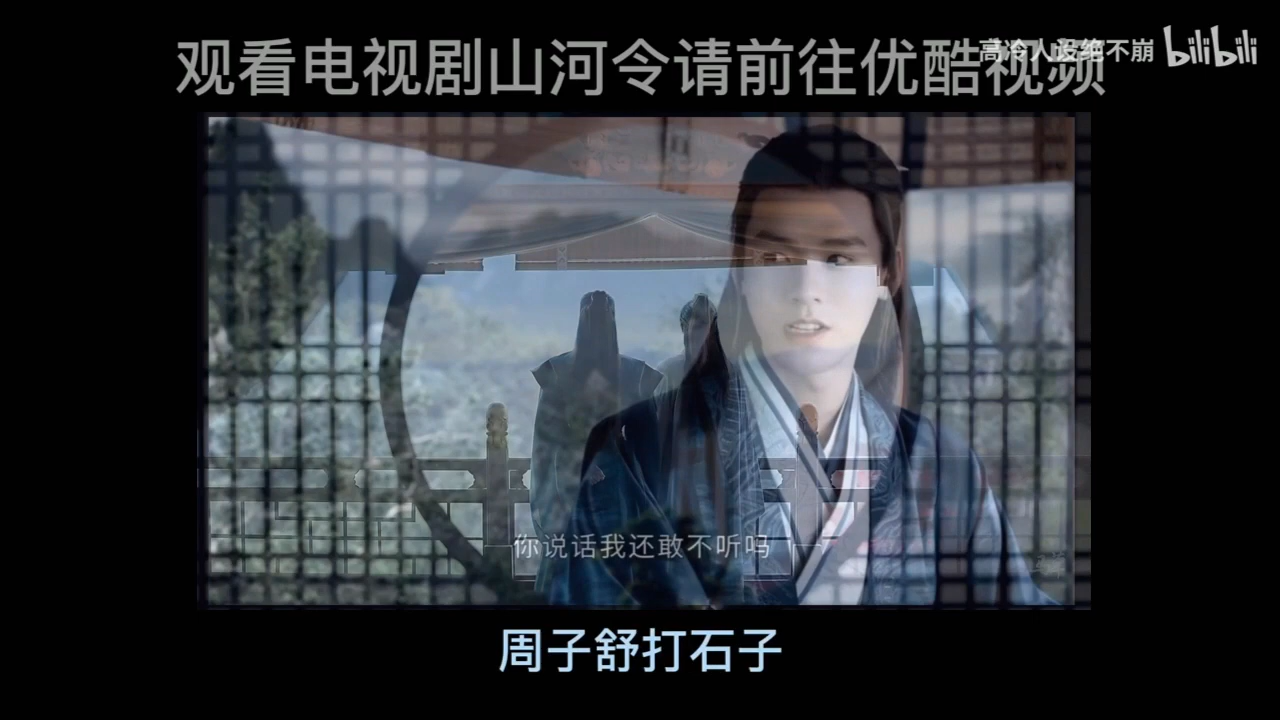 观看电视剧山河令请前往优酷视频
高冷人设绝不崩 bilibili
你说话我还敢不听吗
周子舒打石子